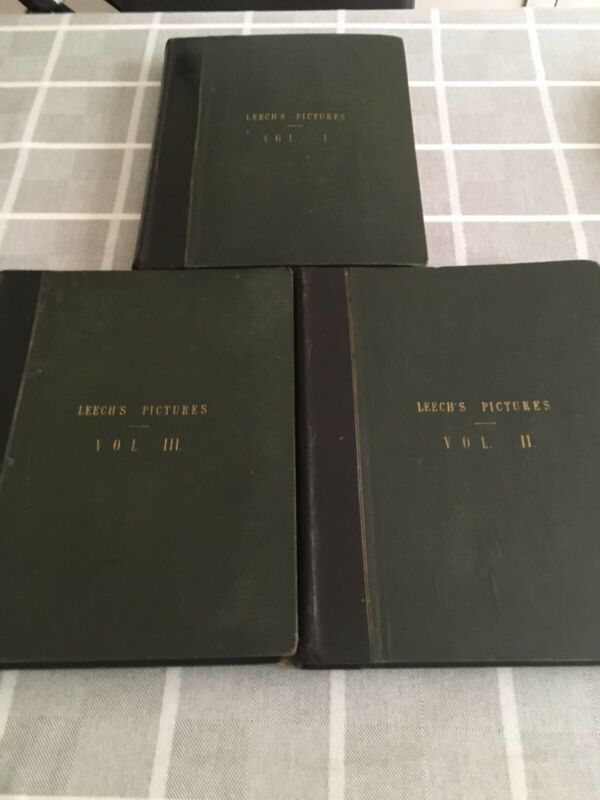 LEECH'S PICTURES
VOL. I.
LEECH'S PICTURES
VOL. III.
LEECH'S PICTURES
VOL. II.